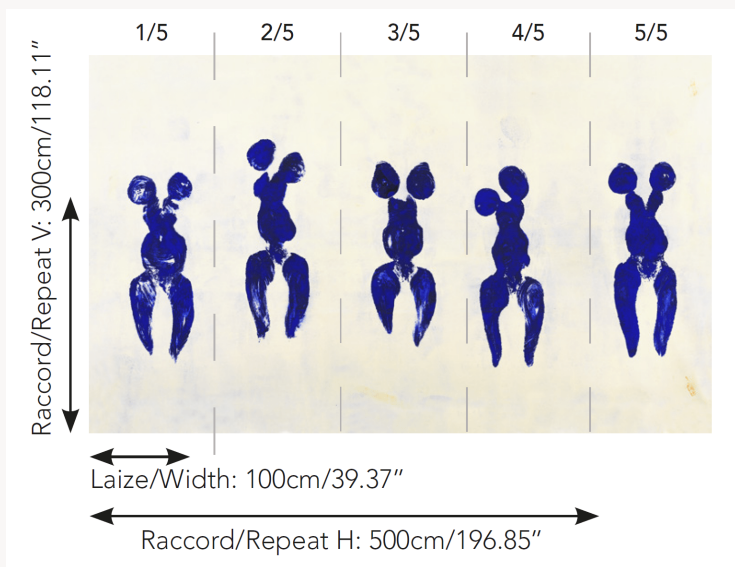 1/5 2/5 3/5 4/5 5/5
Raccord/Repeat V: 300cm/118.11”
Laize/Width: 100cm/39.37”
Raccord/Repeat H: 500cm/196.85”